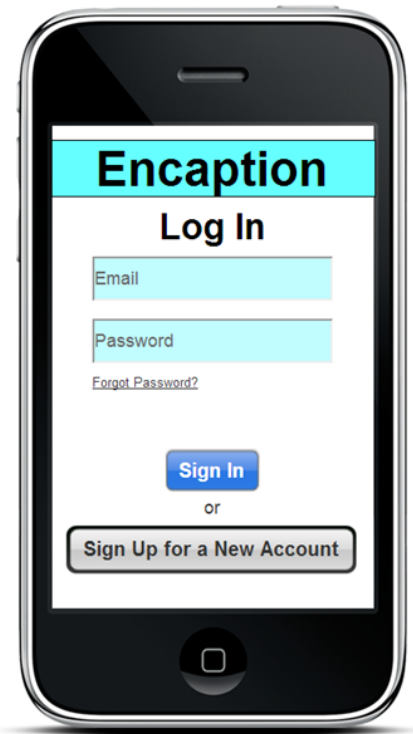 Encaption
Log In
Email
Password
Forgot Password?
Sign In
or
Sign Up for a New Account